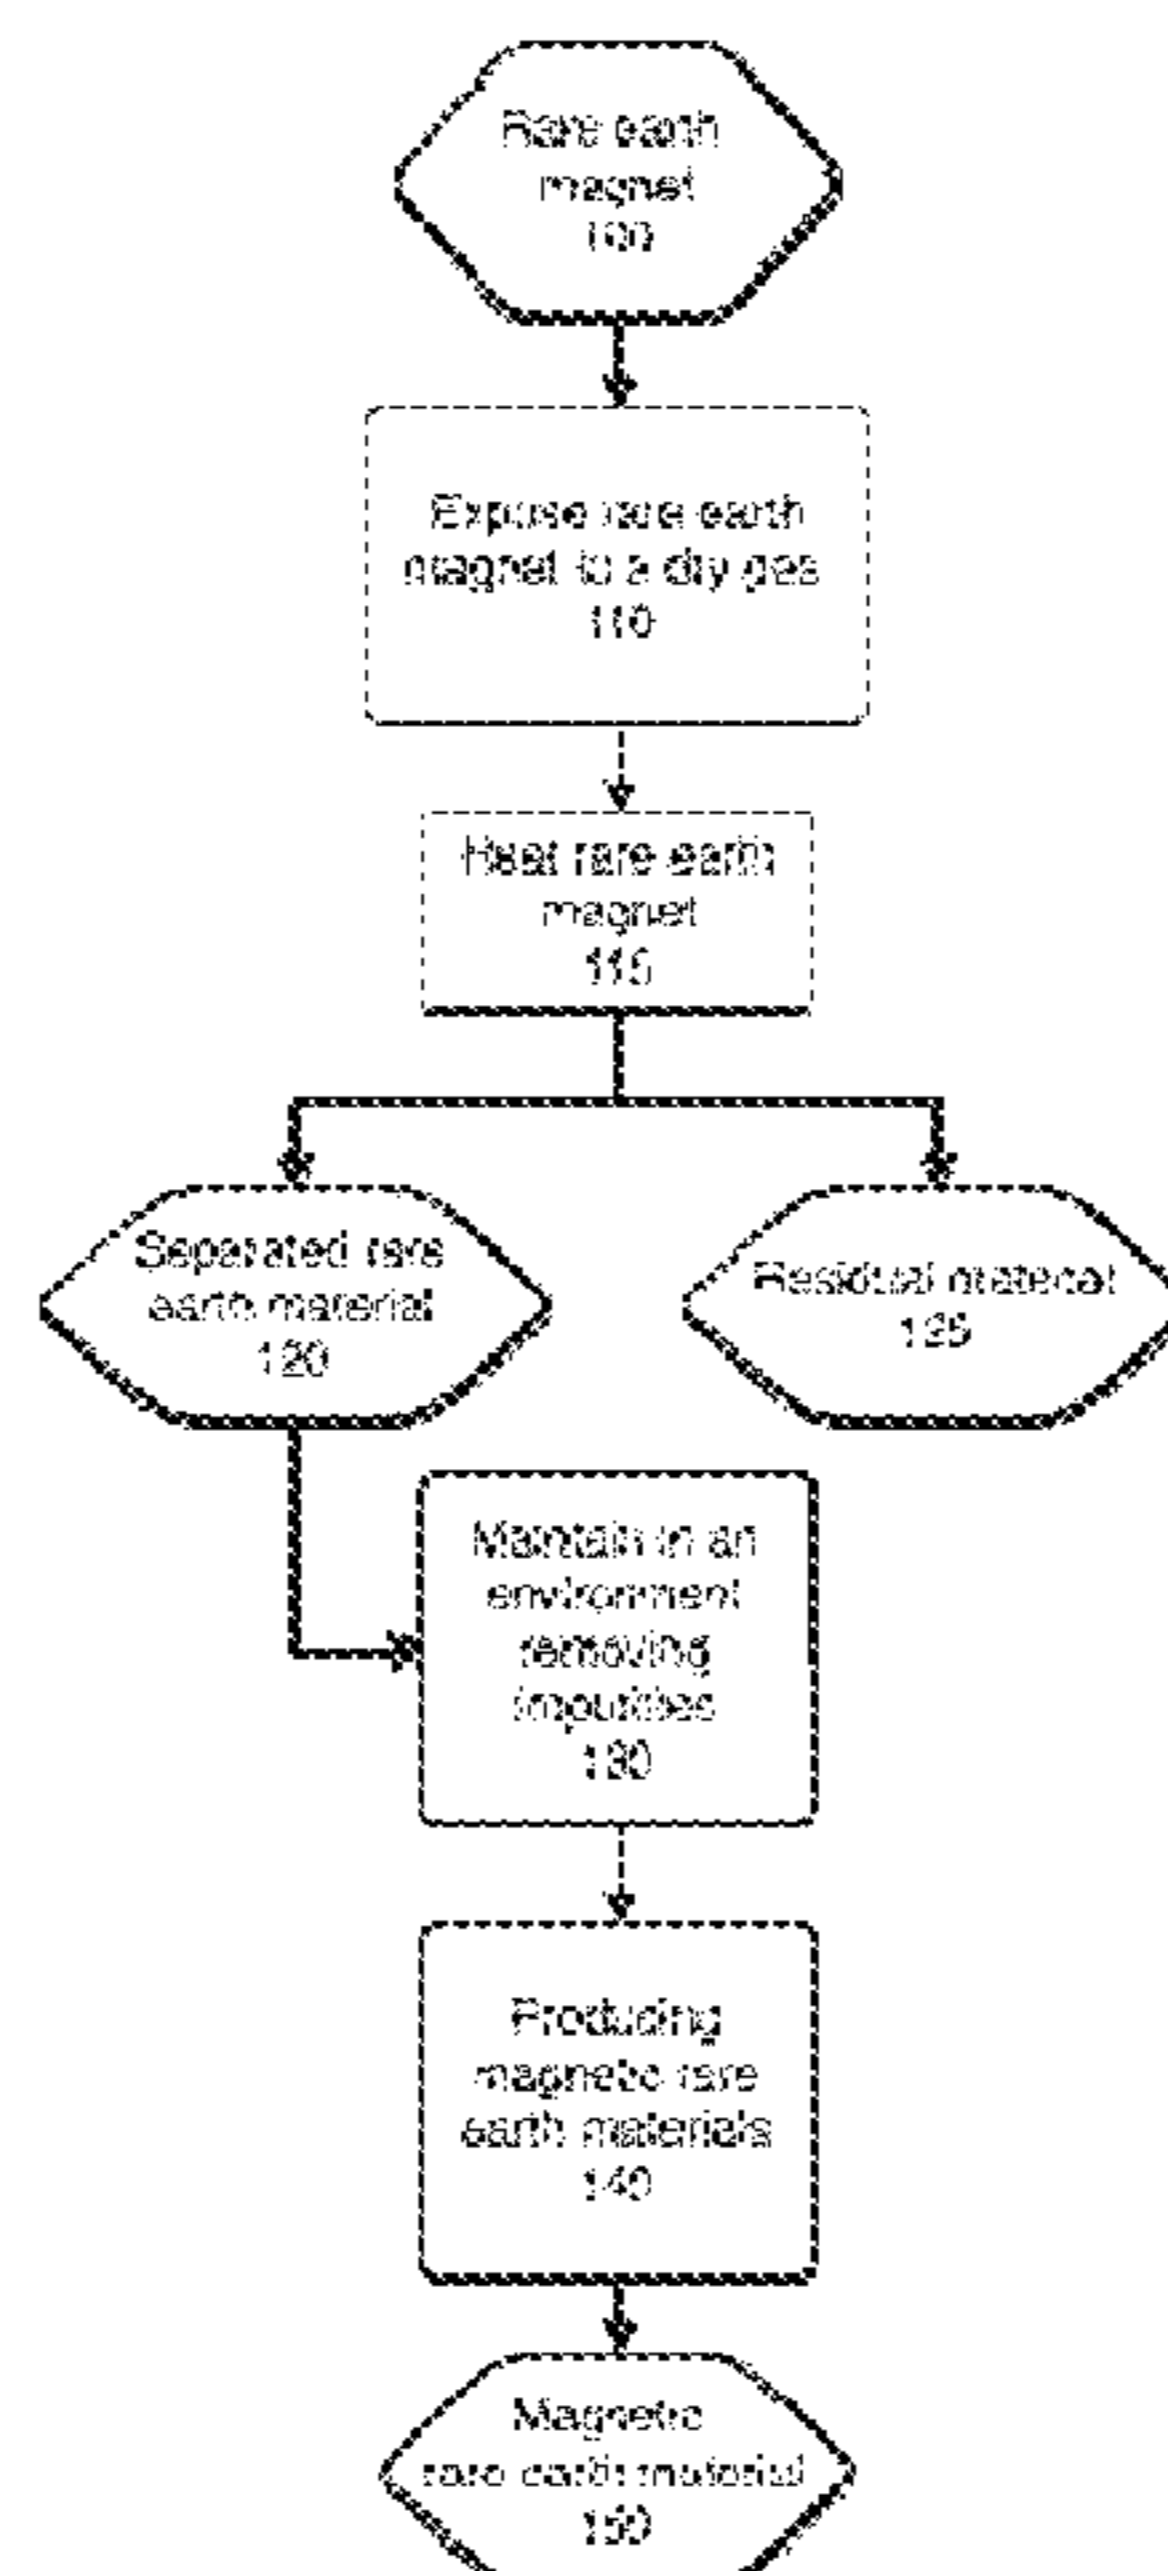 Rare earth
magnet
100
Expose rare earth
magnet to a dry gas
110
Heat rare earth
magnet
115
Separated rare
earth material
120
Residual material
135
Maintain in an
environment
removing
impurities
130
Producing
magnetic rare
earth materials
140
Magnetic
rare earth material
150